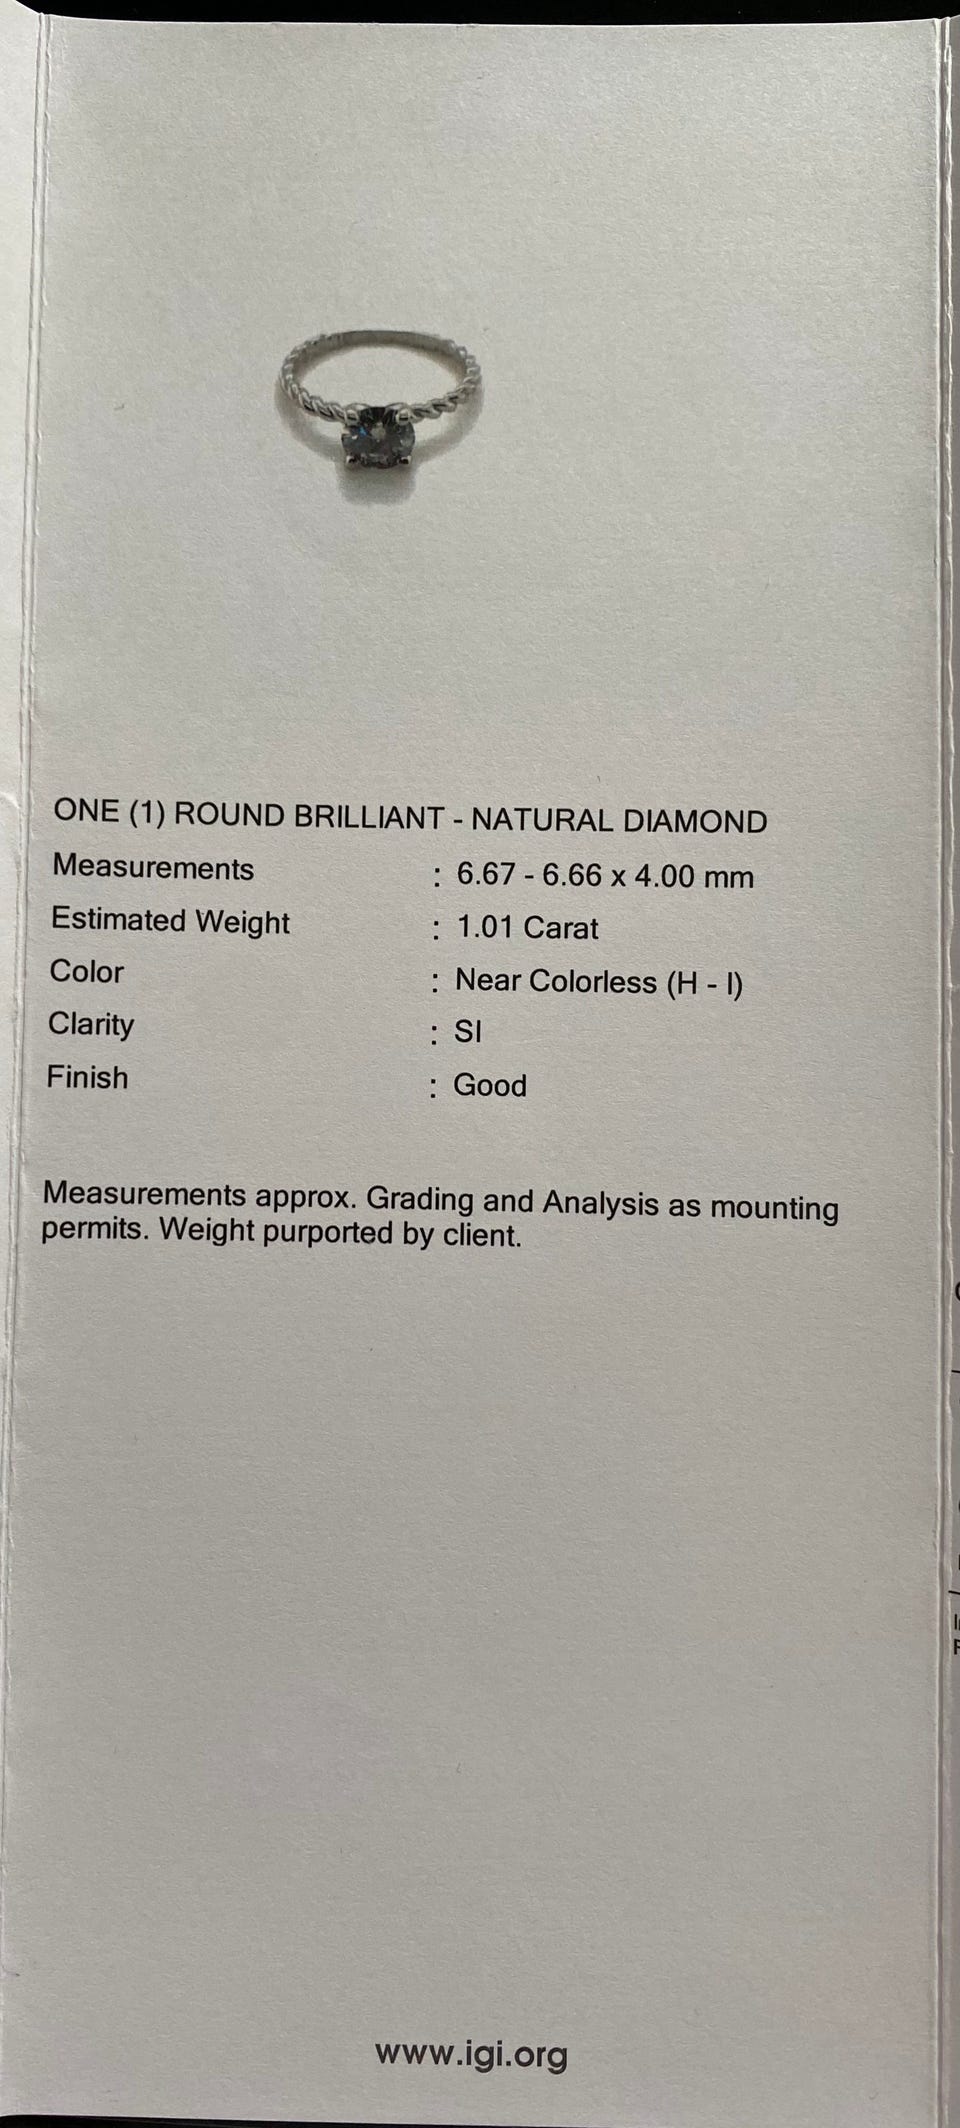 ONE (1) ROUND BRILLIANT - NATURAL DIAMOND
Measurements : 6.67 - 6.66 x 4.00 mm
Estimated Weight : 1.01 Carat
Color : Near Colorless (H - I)
Clarity : SI
Finish : Good
Measurements approx. Grading and Analysis as mounting
permits. Weight purported by client.
www.igi.org